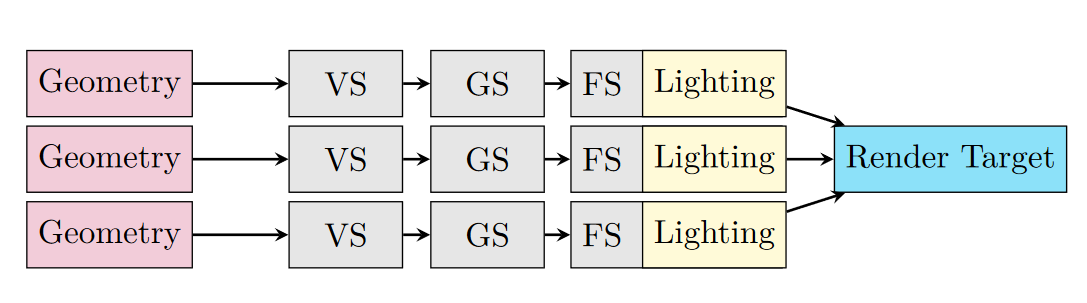 Geometry VS GS FS Lighting
Geometry VS GS FS Lighting Render Target
Geometry VS GS FS Lighting